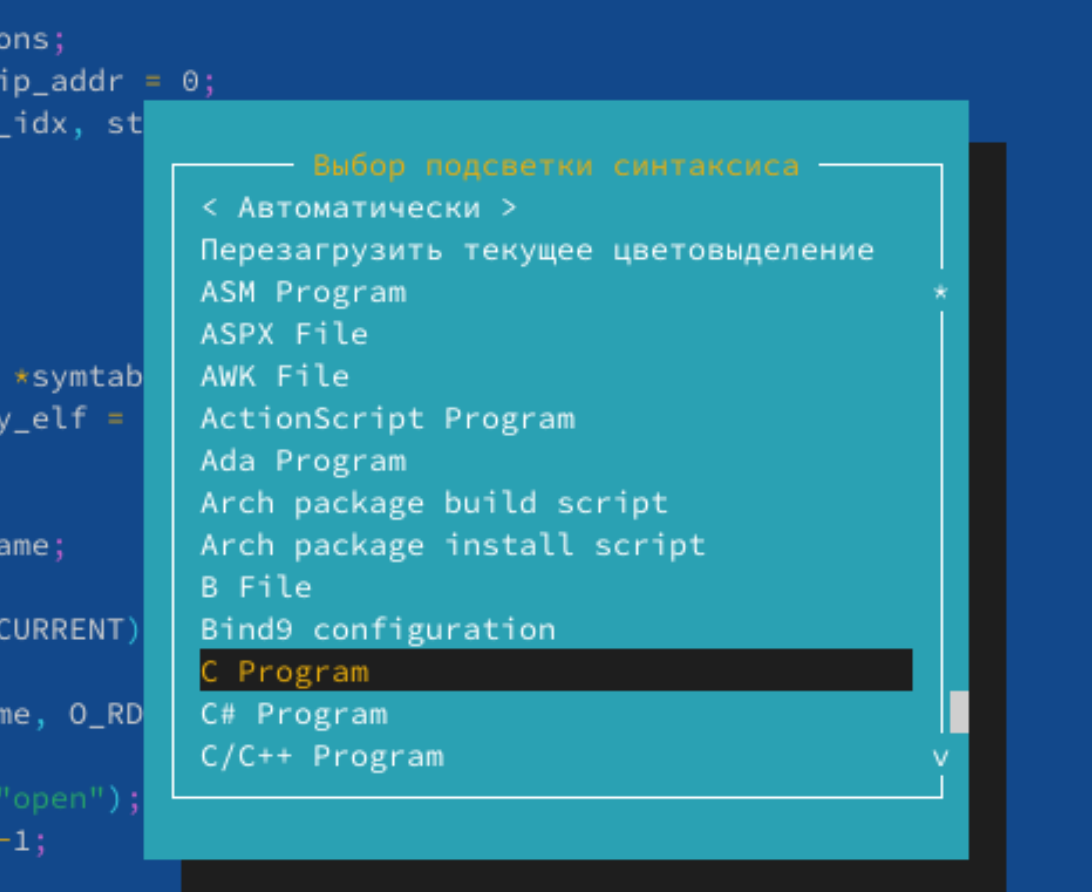 ons;
ip_addr = 0;
_idx, st
Выбор подсветки синтаксиса
< Автоматически >
Перезагрузить текущее цветовыделение
ASM Program
*
ASPX File
*symtab
AWK File
y_elf =
ActionScript Program
Ada Program
Arch package build script
ame;
Arch package install script
B File
CURRENT)
Bind9 configuration
C Program
me, O_RD
C# Program
C/C++ Program
v
"open");
-1;